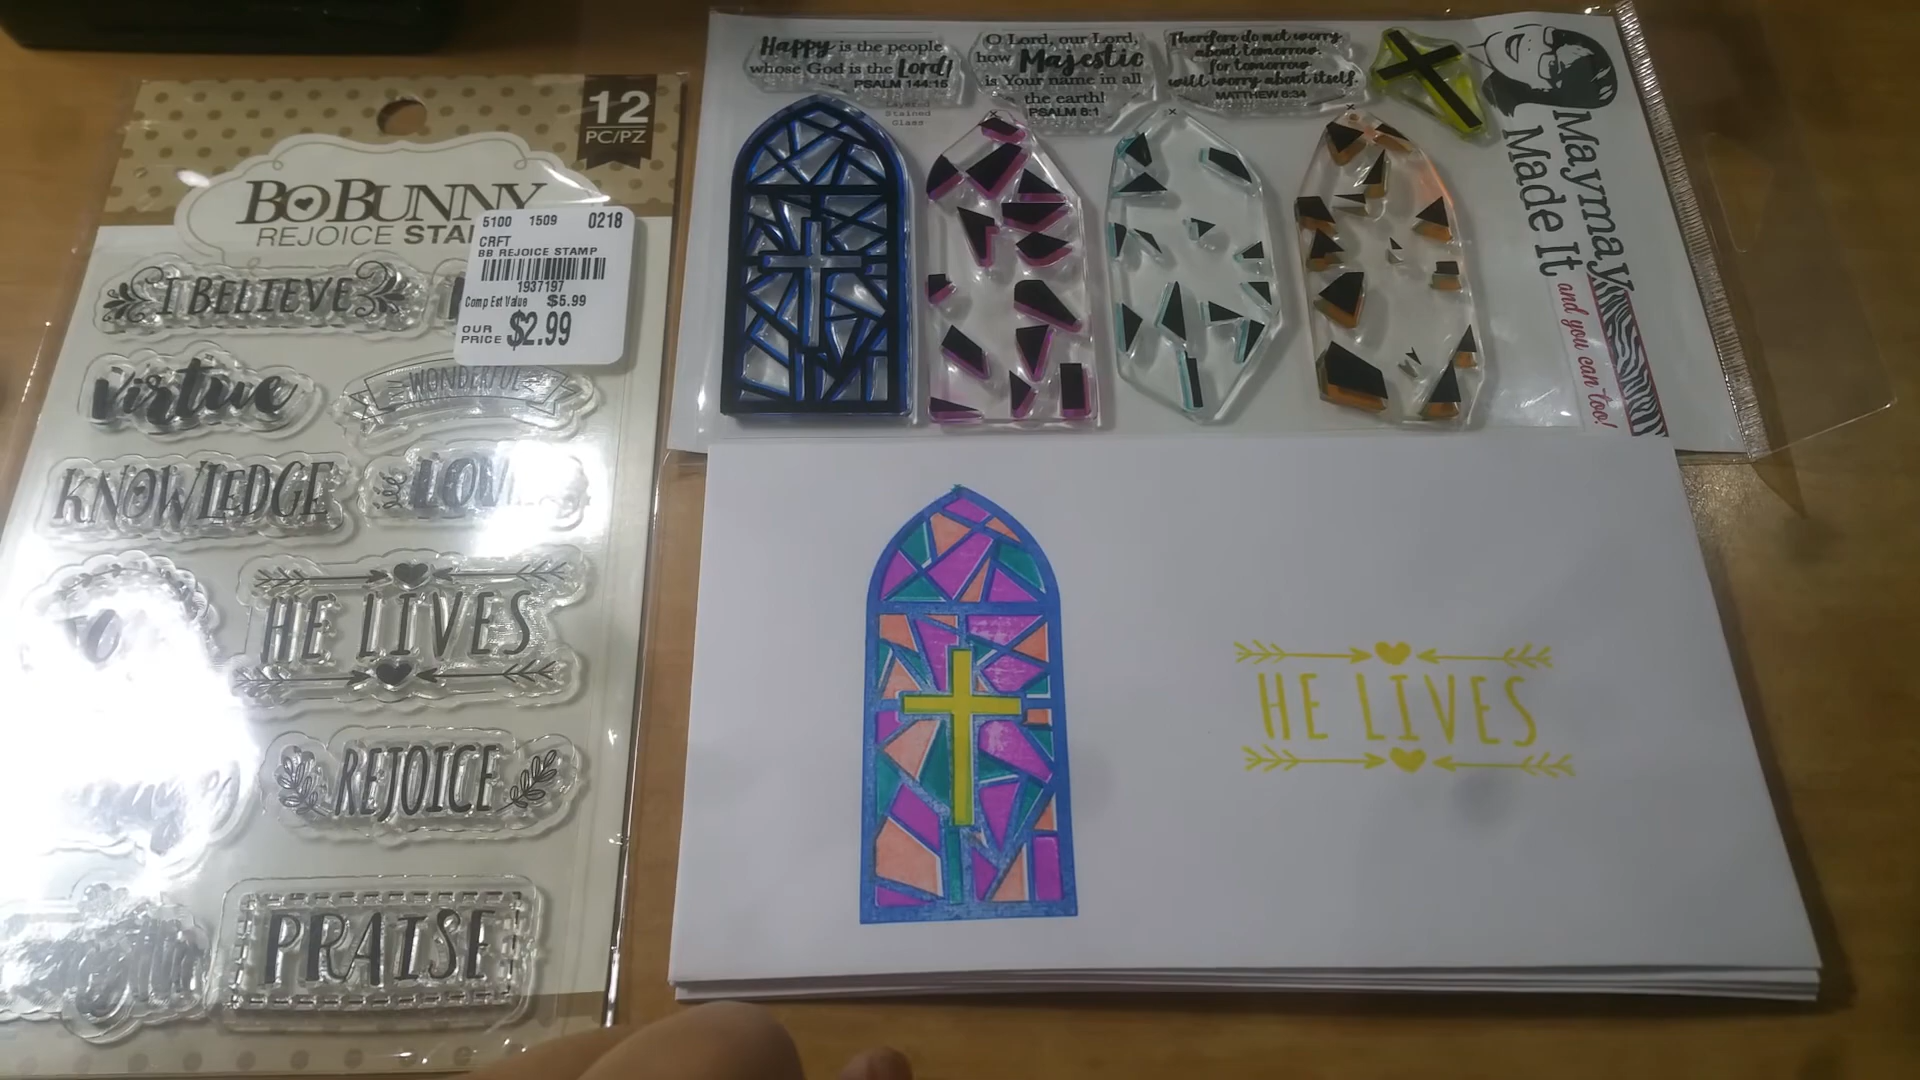 12
PC/PZ
BOBUNNY
REJOICE
5100 1509 0218
CRFT
BB REJOICE STAMP
1937197
Comp Est Value $5.99
OUR
PRICE $2.99
I BELIEVE
virtue
WONDERFUL
KNOWLEDGE
HE LIVES
REJOICE
PRAISE
Happy is the people
whose God is the Lord!
PSALM 144:15
Layered
Stained
Glass
O Lord, our Lord,
how Majestic
is Your name in all
the earth!
PSALM 8:1
Therefore do not worry
about tomorrow,
for tomorrow
will worry about itself.
MATTHEW 6:34
Maymay
Made It
and you can too!
HE LIVES